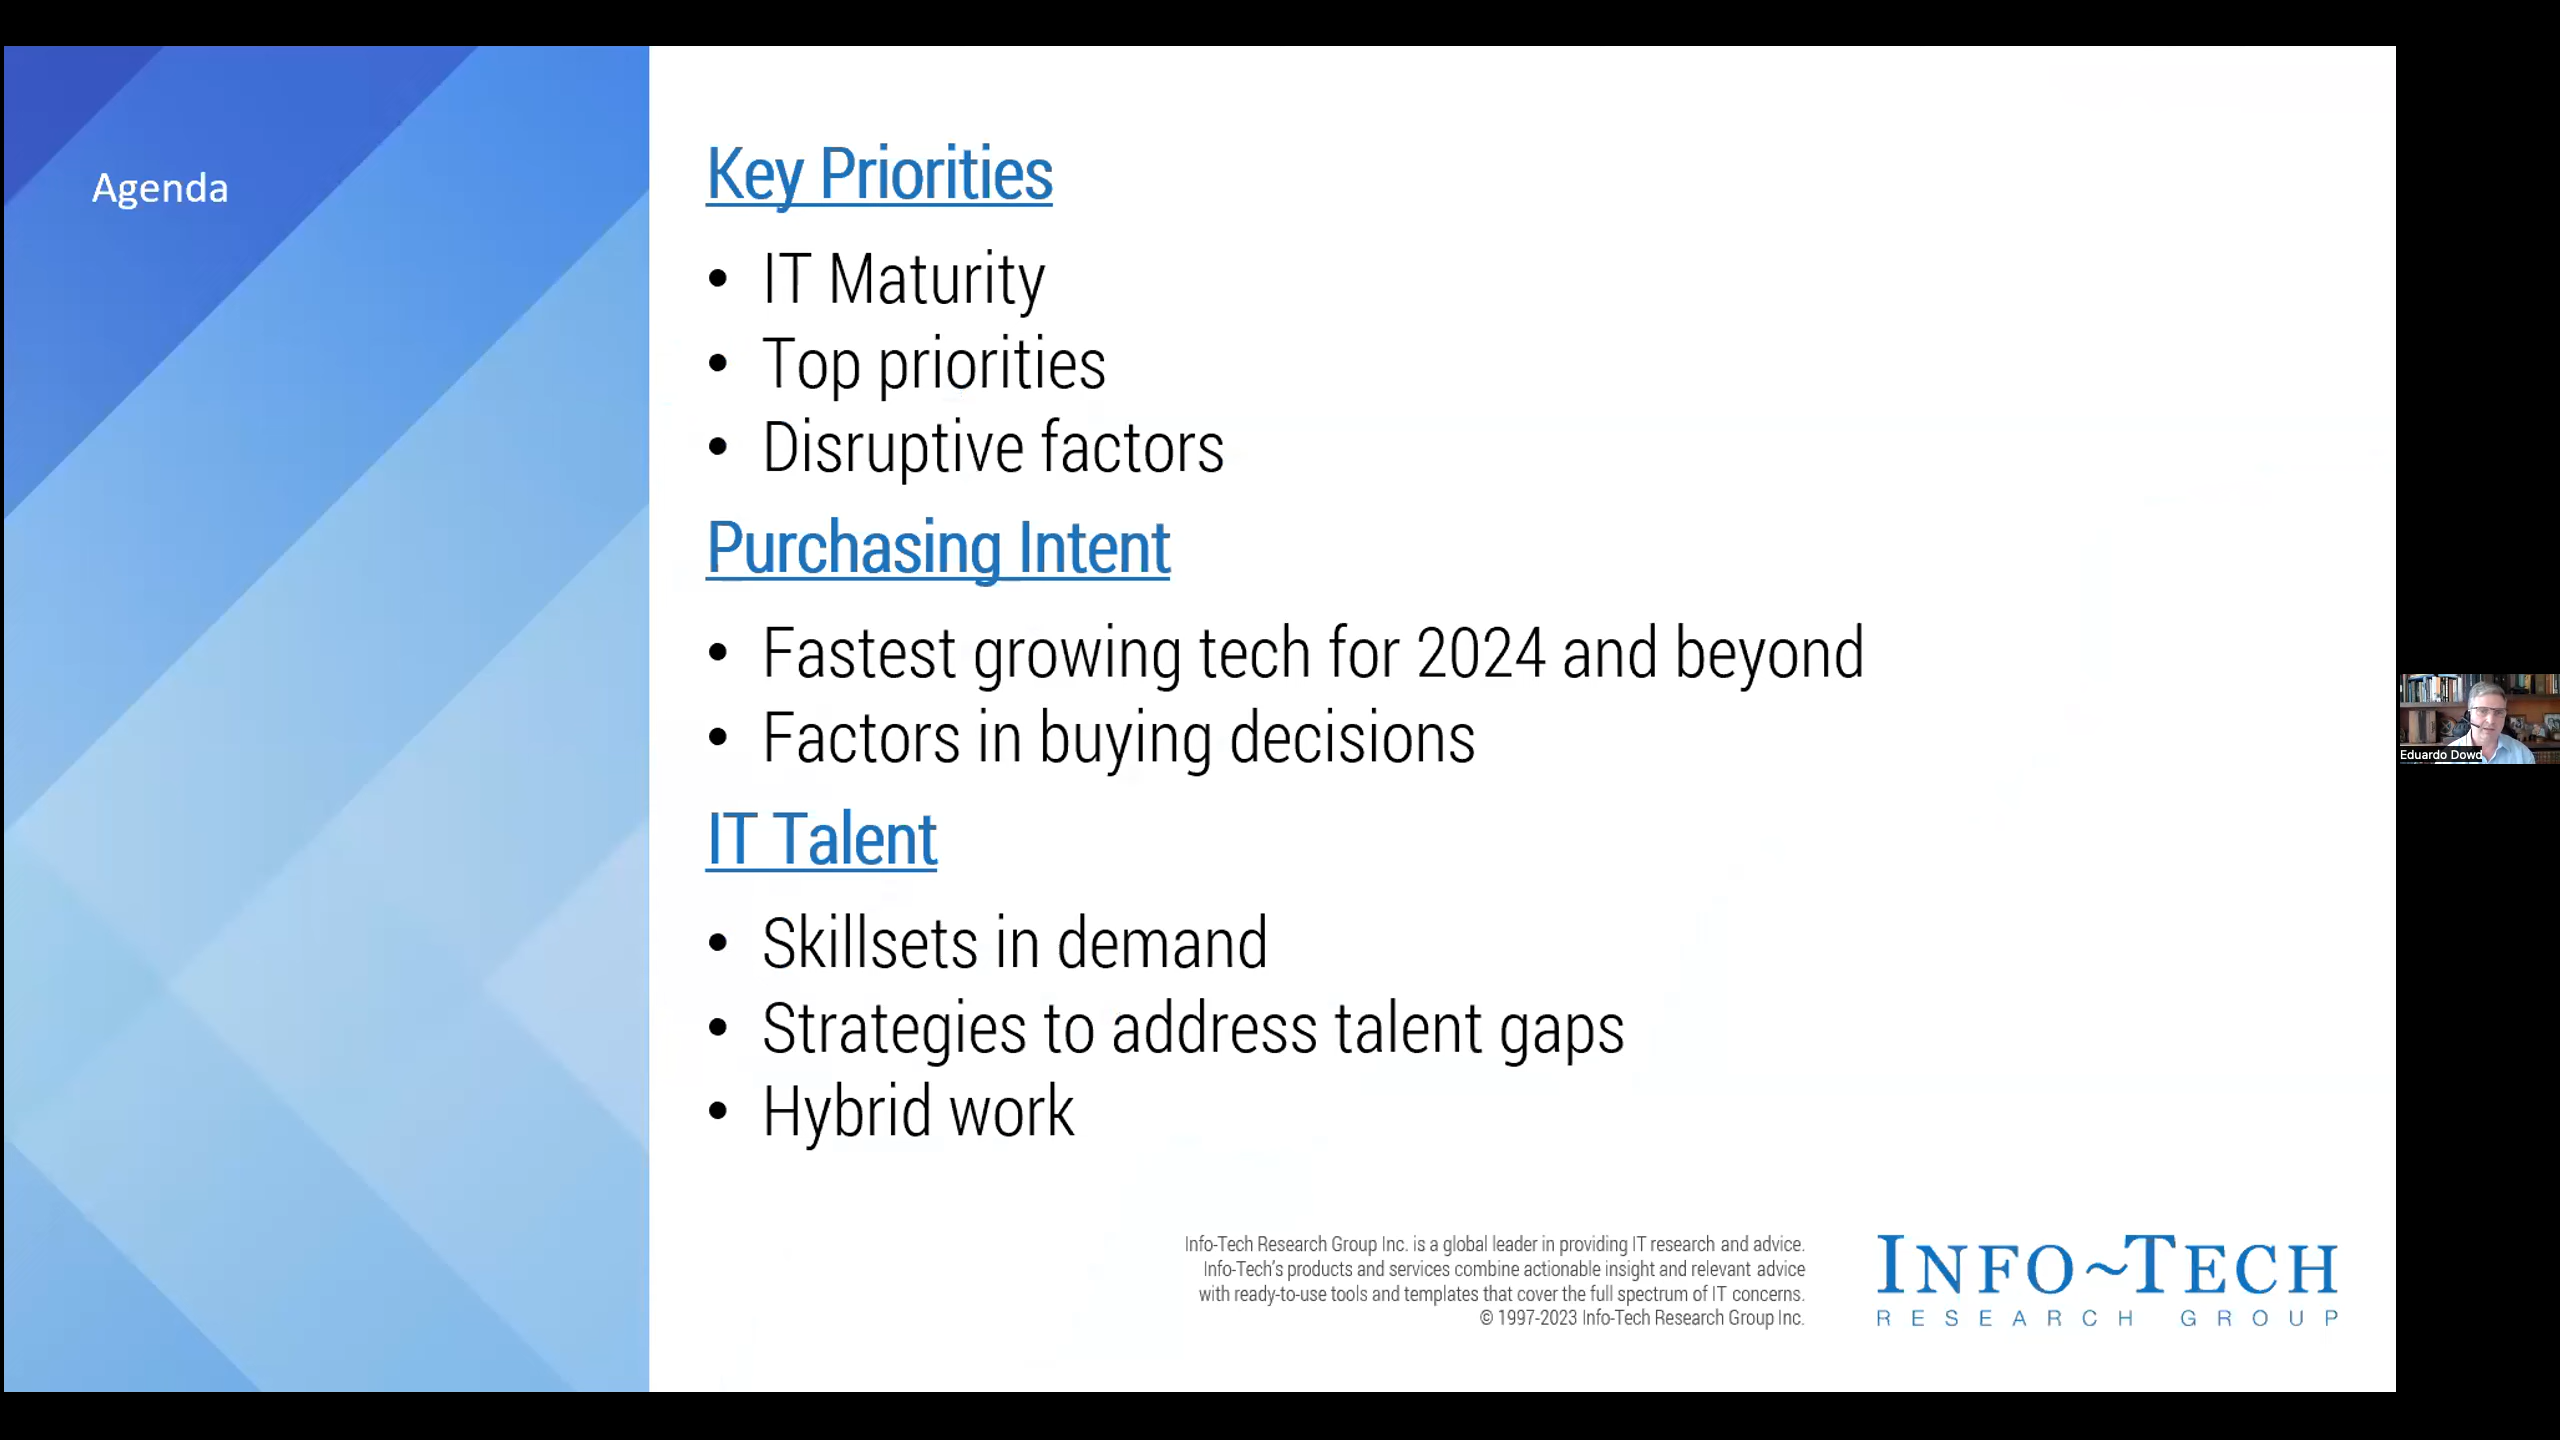 Agenda
Key Priorities
• IT Maturity
• Top priorities
• Disruptive factors
Purchasing Intent
• Fastest growing tech for 2024 and beyond
• Factors in buying decisions
IT Talent
• Skillsets in demand
• Strategies to address talent gaps
• Hybrid work
Info-Tech Research Group Inc. is a global leader in providing IT research and advice.
Info-Tech's products and services combine actionable insight and relevant advice
with ready-to-use tools and templates that cover the full spectrum of IT concerns.
© 1997-2023 Info-Tech Research Group Inc.
INFO~TECH
RESEARCH GROUP
Eduardo Dowd